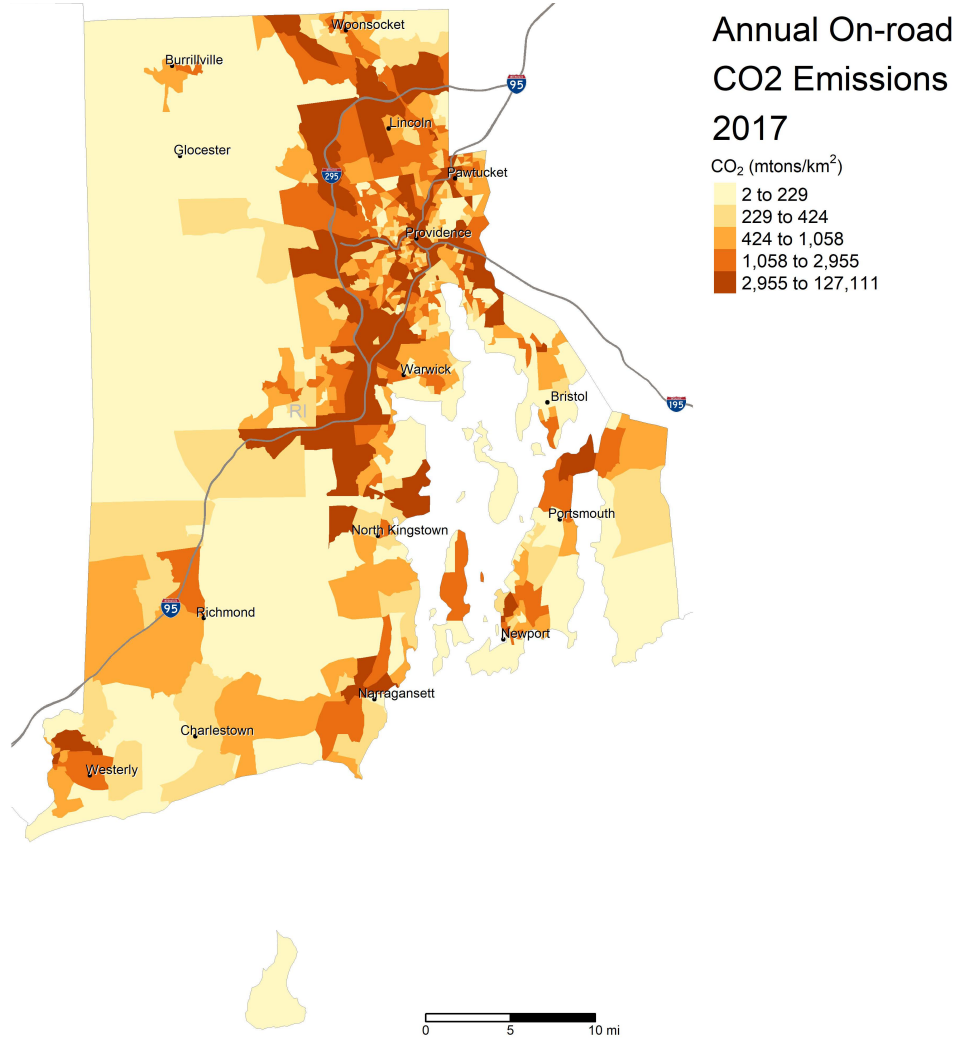 Annual On-road
CO2 Emissions
2017
CO₂ (mtons/km²)
2 to 229
229 to 424
424 to 1,058
1,058 to 2,955
2,955 to 127,111
Woonsocket
Burrillville
95
Lincoln
Glocester
295
Pawtucket
Providence
Warwick
Bristol
195
RI
Portsmouth
North Kingstown
95
Richmond
Newport
Narragansett
Charlestown
Westerly
0 5 10 mi